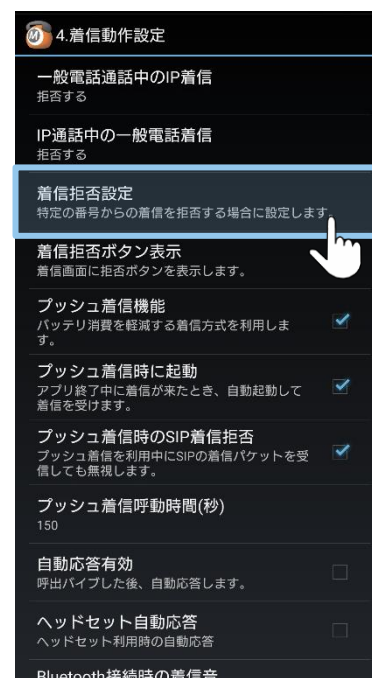 4.着信動作設定
一般電話通話中のIP着信
拒否する
IP通話中の一般電話着信
拒否する
着信拒否設定
特定の番号からの着信を拒否する場合に設定します。
着信拒否ボタン表示
着信画面に拒否ボタンを表示します。
プッシュ着信機能
バッテリ消費を軽減する着信方式を利用しま
す。
プッシュ着信時に起動
アプリ終了中に着信が来たとき、自動起動して
着信を受けます。
プッシュ着信時のSIP着信拒否
プッシュ着信を利用中にSIPの着信パケットを受
信しても無視します。
プッシュ着信呼動時間(秒)
150
自動応答有効
呼出バイブした後、自動応答します。
ヘッドセット自動応答
ヘッドセット利用時の自動応答
Bluetooth接続時の着信音